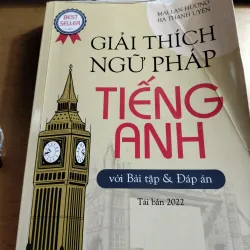 BEST SELLER
MAI LAN HƯƠNG
HÀ THANH UYÊN
GIẢI THÍCH
NGỮ PHÁP
TIẾNG
ANH
với Bài tập & Đáp án
Tái bản 2022